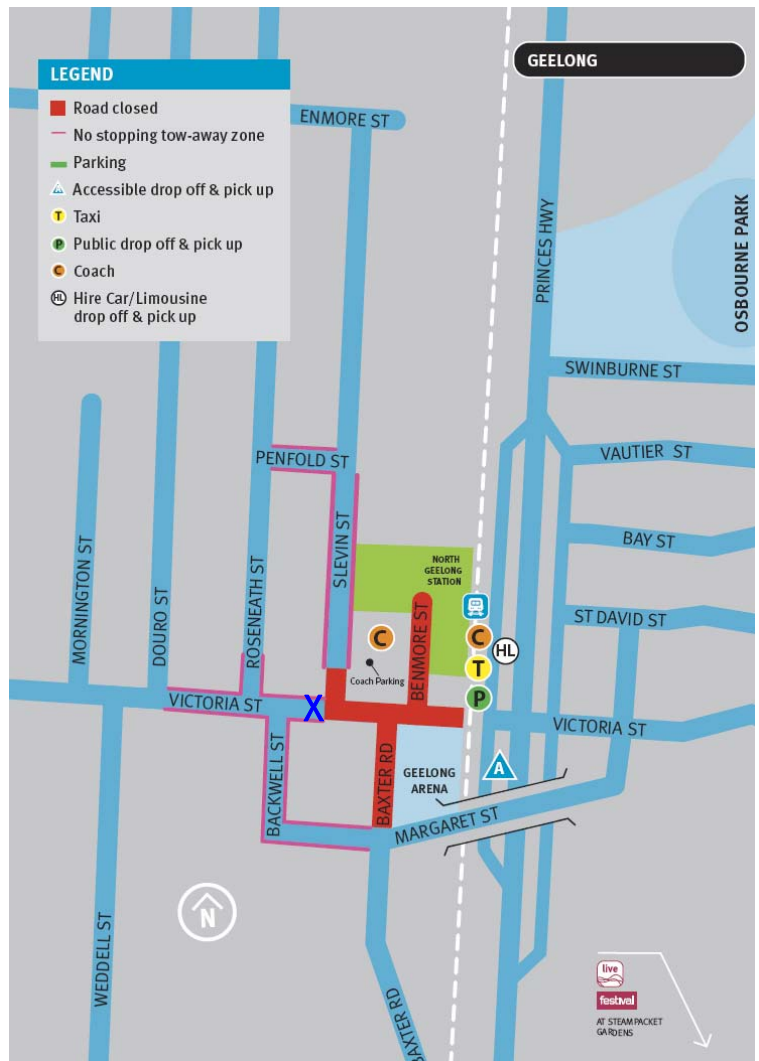 GEELONG
LEGEND
Road closed
No stopping tow-away zone
Parking
Accessible drop off & pick up
T Taxi
P Public drop off & pick up
C Coach
HL Hire Car/Limousine
drop off & pick up
ENMORE ST
PRINCES HWY
OSBOURNE PARK
SWINBURNE ST
PENFOLD ST
VAUTIER ST
SLEVIN ST
BAY ST
MORNINGTON ST
DOURO ST
ROSENEATH ST
NORTH
GEELONG
STATION
BENMORE ST
ST DAVID ST
C
C
HL
T
P
Coach Parking
VICTORIA ST
X
VICTORIA ST
BACKWELL ST
BAXTER RD
GEELONG
ARENA
A
MARGARET ST
N
WEDDELL ST
BAXTER RD
live
festival
AT STEAMPACKET
GARDENS